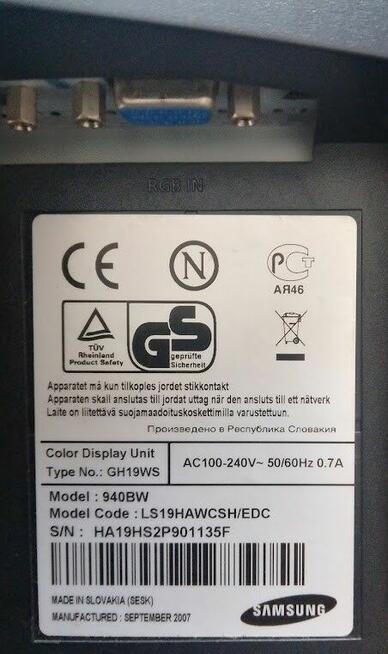 RGB IN
CE
N
РСТ
АЯ46
TÜV
Rheinland
Product Safety
GS
geprüfte
Sicherheit
Apparatet må kun tilkoples jordet stikkontakt
Apparaten skall anslutas till jordat uttag när den ansluts till ett nätverk
Laite on liitettävä suojamaadoituskoskettimilla varustettuun.
Произведено в Республика Словакия
Color Display Unit
Type No.: GH19WS
AC100-240V~ 50/60Hz 0.7A
Model : 940BW
Model Code : LS19HAWCSH/EDC
S/N : HA19HS2P901135F
MADE IN SLOVAKIA (SESK)
MANUFACTURED : SEPTEMBER 2007
SAMSUNG